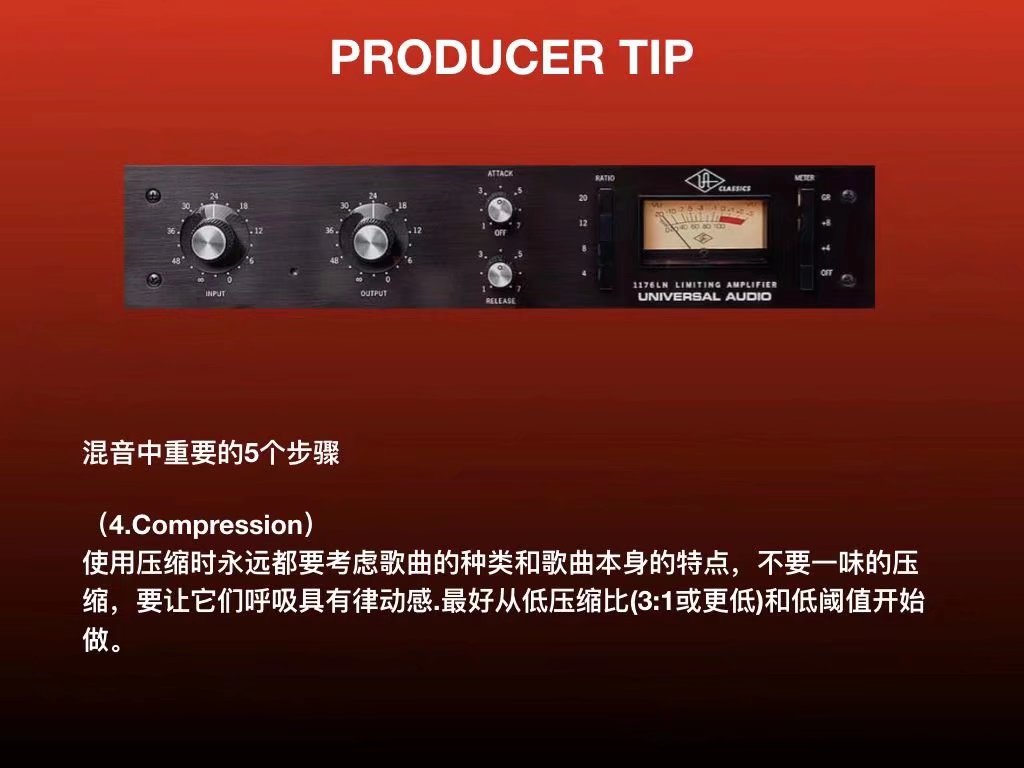 PRODUCER TIP
ATTACK
3 5
1 7
OFF
24
30 18
36 12
48 6
∞ 0
INPUT
24
30 18
36 12
48 6
∞ 0
OUTPUT
3 5
1 7
RELEASE
RATIO
20
12
8
4
UA
CLASSICS
VU VU
METER
GR
+8
+4
OFF
1176LN LIMITING AMPLIFIER
UNIVERSAL AUDIO
混音中重要的5个步骤
（4.Compression）
使用压缩时永远都要考虑歌曲的种类和歌曲本身的特点，不要一味的压
缩，要让它们呼吸具有律动感.最好从低压缩比(3:1或更低)和低阈值开始
做。